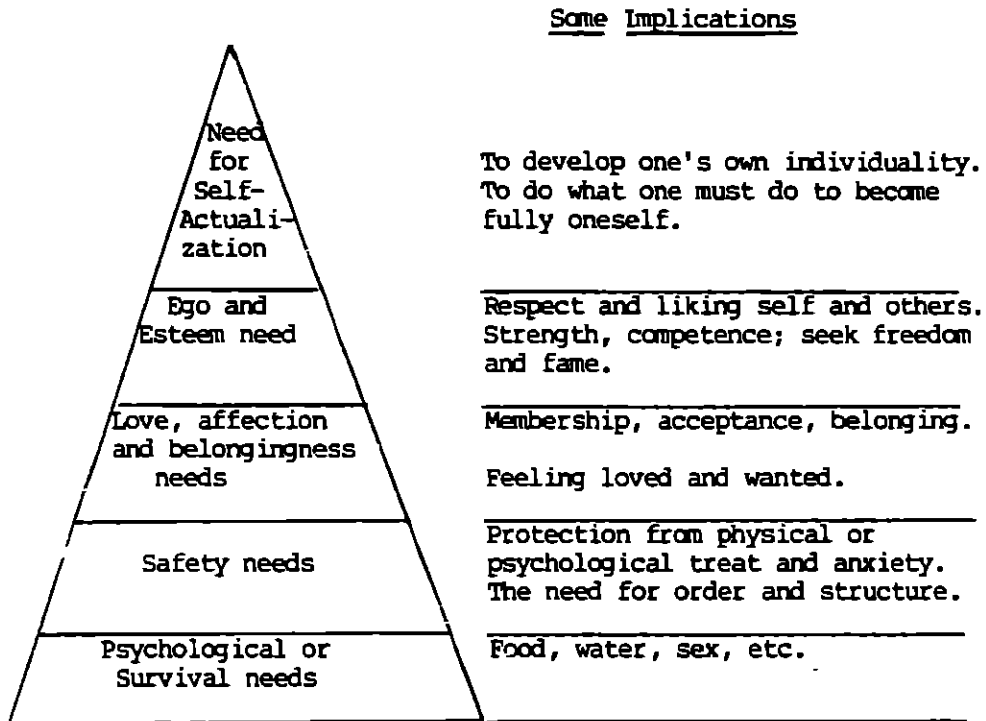 Some Implications
Need
for
Self-
Actuali-
zation
To develop one's own individuality.
To do what one must do to become
fully oneself.
Ego and
Esteem need
Respect and liking self and others.
Strength, competence; seek freedom
and fame.
Love, affection
and belongingness
needs
Membership, acceptance, belonging.
Feeling loved and wanted.
Safety needs
Protection from physical or
psychological treat and anxiety.
The need for order and structure.
Psychological or
Survival needs
Food, water, sex, etc.